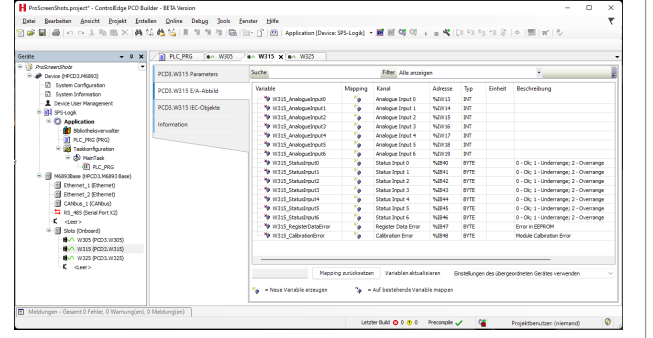 ProScreenShots.project* - ControlEdge PCD Builder - BETA Version
Datei Bearbeiten Ansicht Projekt Erstellen Online Debug Tools Fenster Hilfe
Application [Device: SPS-Logik]
Geräte
PLC_PRG W305 W315 W325
ProScreenShots
Device (HPCD3.M6893)
System Configuration
System Information
Device User Management
SPS-Logik
Application
Bibliotheksverwalter
PLC_PRG (PRG)
Taskkonfiguration
MainTask
PLC_PRG
M6893Base (HPCD3.M6893 Base)
Ethernet_1 (Ethernet)
Ethernet_2 (Ethernet)
CANbus_1 (CANbus)
RS_485 (Serial Port X2)
<Leer>
Slots (Onboard)
W305 (PCD3.W305)
W315 (PCD3.W315)
W325 (PCD3.W325)
<Leer>
PCD3.W315 Parameters
PCD3.W315 E/A-Abbild
PCD3.W315 IEC-Objekte
Information
Suche Filter Alle anzeigen
Variable Mapping Kanal Adresse Typ Einheit Beschreibung
W315_AnalogueInput0 Analogue Input 0 %IW13 INT
W315_AnalogueInput1 Analogue Input 1 %IW14 INT
W315_AnalogueInput2 Analogue Input 2 %IW15 INT
W315_AnalogueInput3 Analogue Input 3 %IW16 INT
W315_AnalogueInput4 Analogue Input 4 %IW17 INT
W315_AnalogueInput5 Analogue Input 5 %IW18 INT
W315_AnalogueInput6 Analogue Input 6 %IW19 INT
W315_StatusInput0 Status Input 0 %IB40 BYTE 0 - Ok; 1 - Underrange; 2 - Overrange
W315_StatusInput1 Status Input 1 %IB41 BYTE 0 - Ok; 1 - Underrange; 2 - Overrange
W315_StatusInput2 Status Input 2 %IB42 BYTE 0 - Ok; 1 - Underrange; 2 - Overrange
W315_StatusInput3 Status Input 3 %IB43 BYTE 0 - Ok; 1 - Underrange; 2 - Overrange
W315_StatusInput4 Status Input 4 %IB44 BYTE 0 - Ok; 1 - Underrange; 2 - Overrange
W315_StatusInput5 Status Input 5 %IB45 BYTE 0 - Ok; 1 - Underrange; 2 - Overrange
W315_StatusInput6 Status Input 6 %IB46 BYTE 0 - Ok; 1 - Underrange; 2 - Overrange
W315_RegisterDataError Register Data Error %IB47 BYTE Error in EEPROM
W315_CalibrationError Calibration Error %IB48 BYTE Module Calibration Error
Mapping zurücksetzen Variablen aktualisieren Einstellungen des übergeordneten Gerätes verwenden
= Neue Variable erzeugen = Auf bestehende Variable mappen
Meldungen - Gesamt 0 Fehler, 0 Warnung(en), 0 Meldung(en)
Letzter Build 0 0 Precompile Projektbenutzer: (niemand)